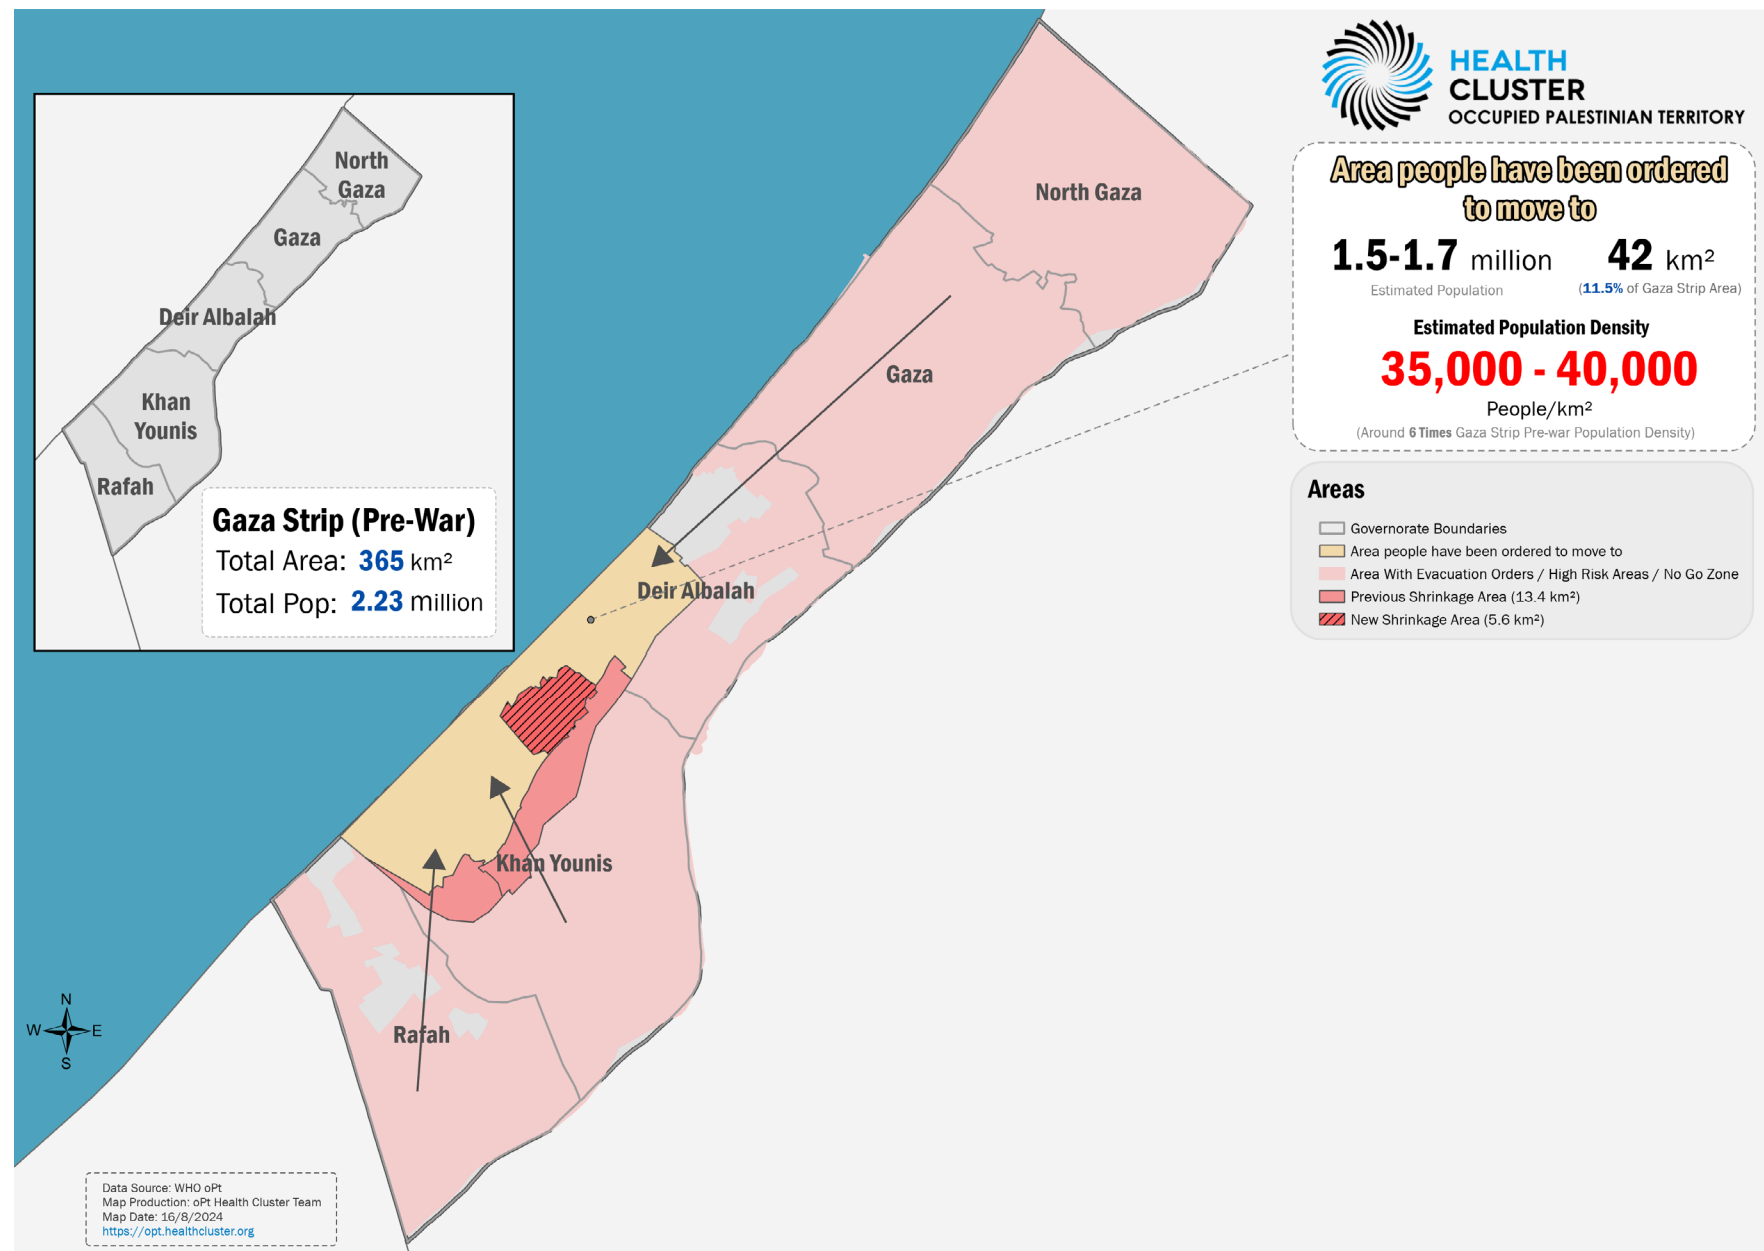 HEALTH
CLUSTER
OCCUPIED PALESTINIAN TERRITORY
Area people have been ordered
to move to
1.5-1.7 million
Estimated Population
42 km²
(11.5% of Gaza Strip Area)
Estimated Population Density
35,000 - 40,000
People/km²
(Around 6 Times Gaza Strip Pre-war Population Density)
Areas
Governorate Boundaries
Area people have been ordered to move to
Area With Evacuation Orders / High Risk Areas / No Go Zone
Previous Shrinkage Area (13.4 km²)
New Shrinkage Area (5.6 km²)
North
Gaza
Gaza
Deir Albalah
Khan
Younis
Rafah
Gaza Strip (Pre-War)
Total Area: 365 km²
Total Pop: 2.23 million
North Gaza
Gaza
Deir Albalah
Khan Younis
Rafah
N
W E
S
Data Source: WHO oPt
Map Production: oPt Health Cluster Team
Map Date: 16/8/2024
https://opt.healthcluster.org